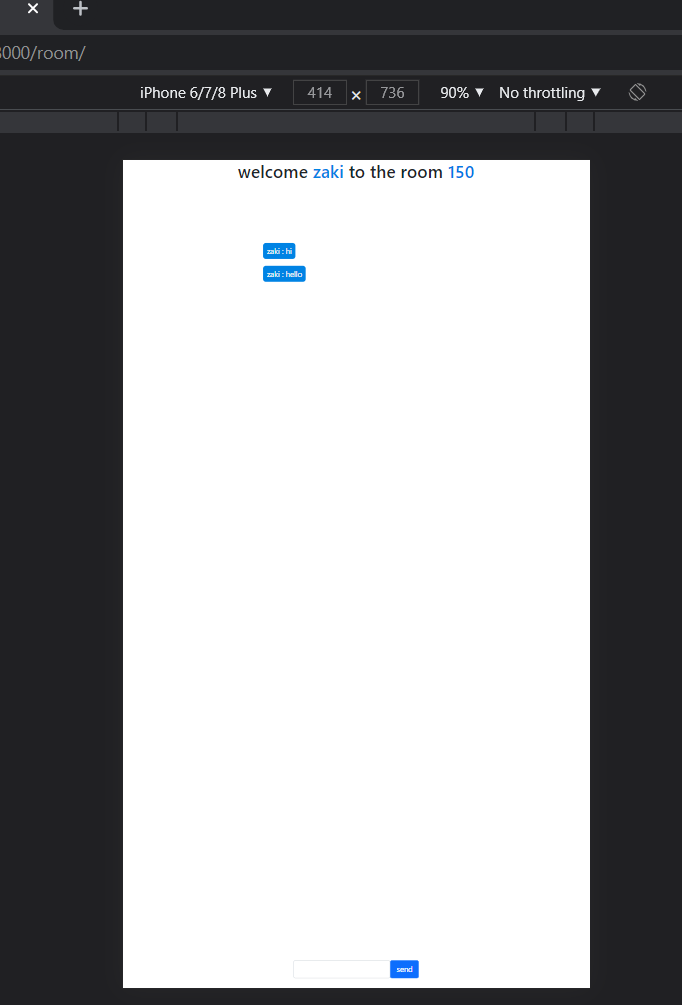 8000/room/
iPhone 6/7/8 Plus ▼ 414 × 736 90% ▼ No throttling ▼
welcome zaki to the room 150
zaki : hi
zaki : hello
send